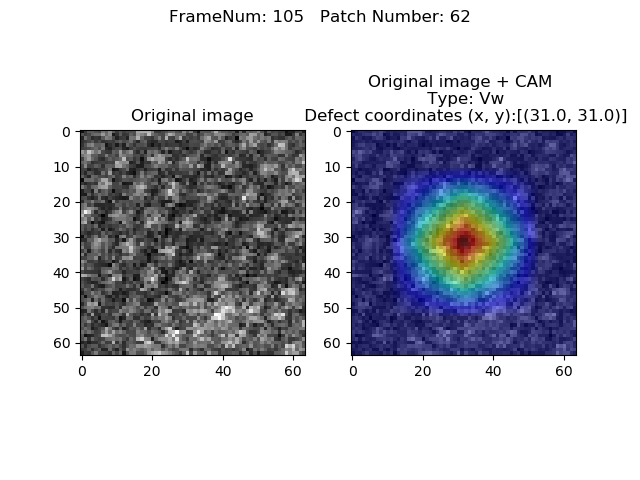 FrameNum: 105   Patch Number: 62
Original image
0
10
20
30
40
50
60
0 20 40 60
Original image + CAM
Type: Vw
Defect coordinates (x, y):[(31.0, 31.0)]
0
10
20
30
40
50
60
0 20 40 60